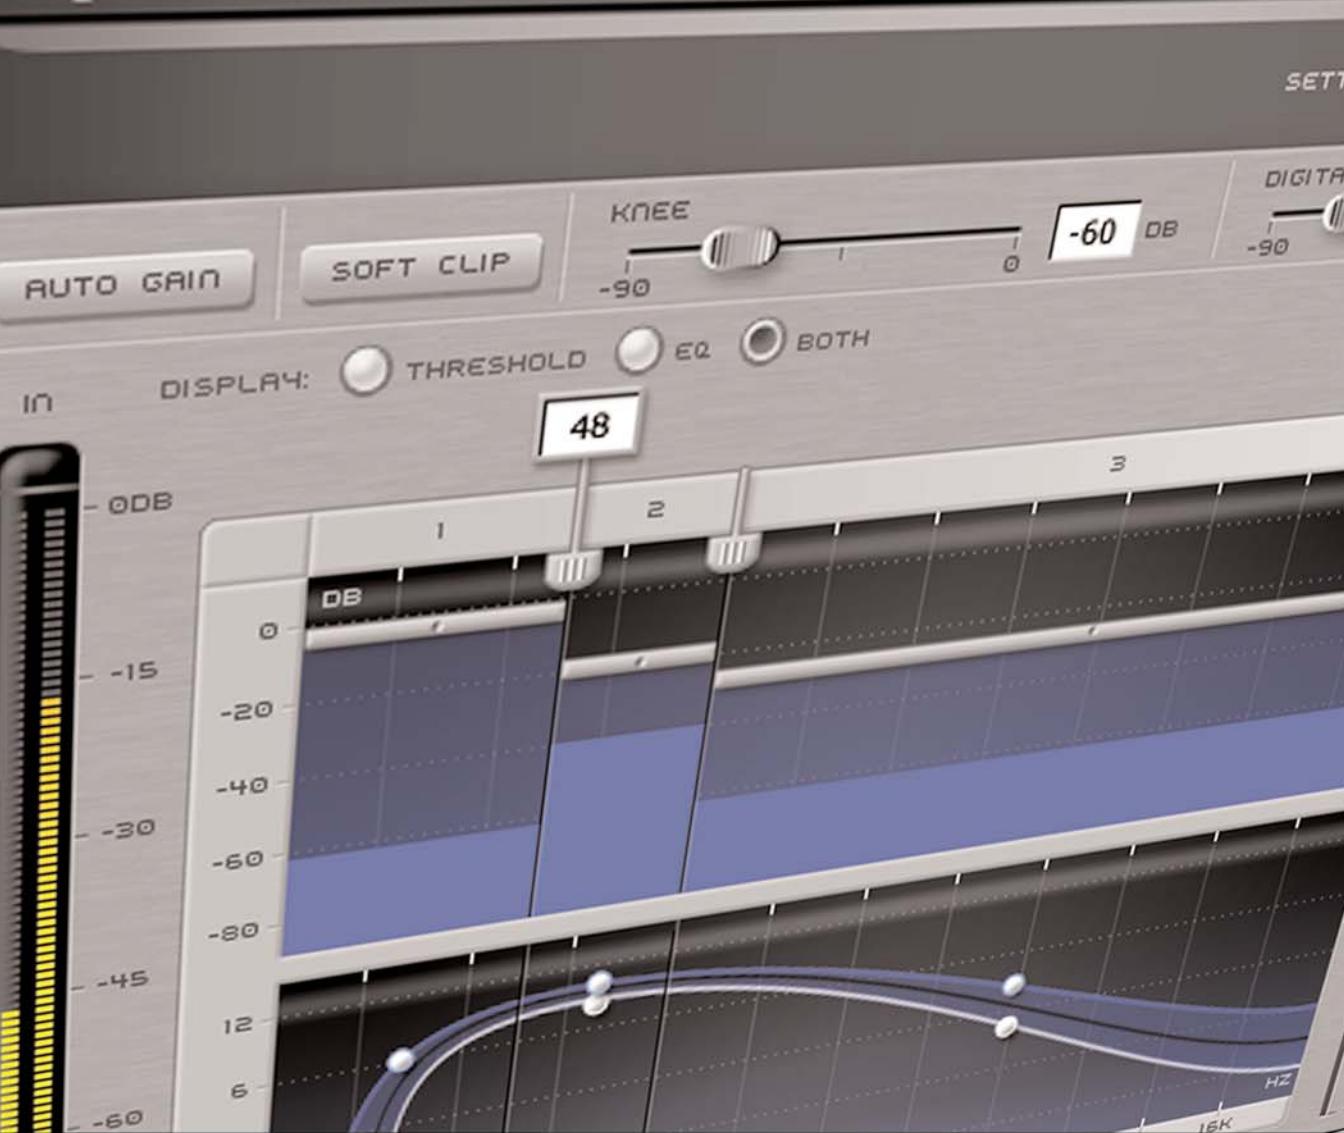 SETT
AUTO GAIN
SOFT CLIP
KNEE
-90
0
-60 DB
DIGITA
-90
IN
DISPLAY: THRESHOLD EQ BOTH
48
1 2 3
0DB
-15
-30
-45
-60
DB
0
-20
-40
-60
-80
12
6
HZ
16K